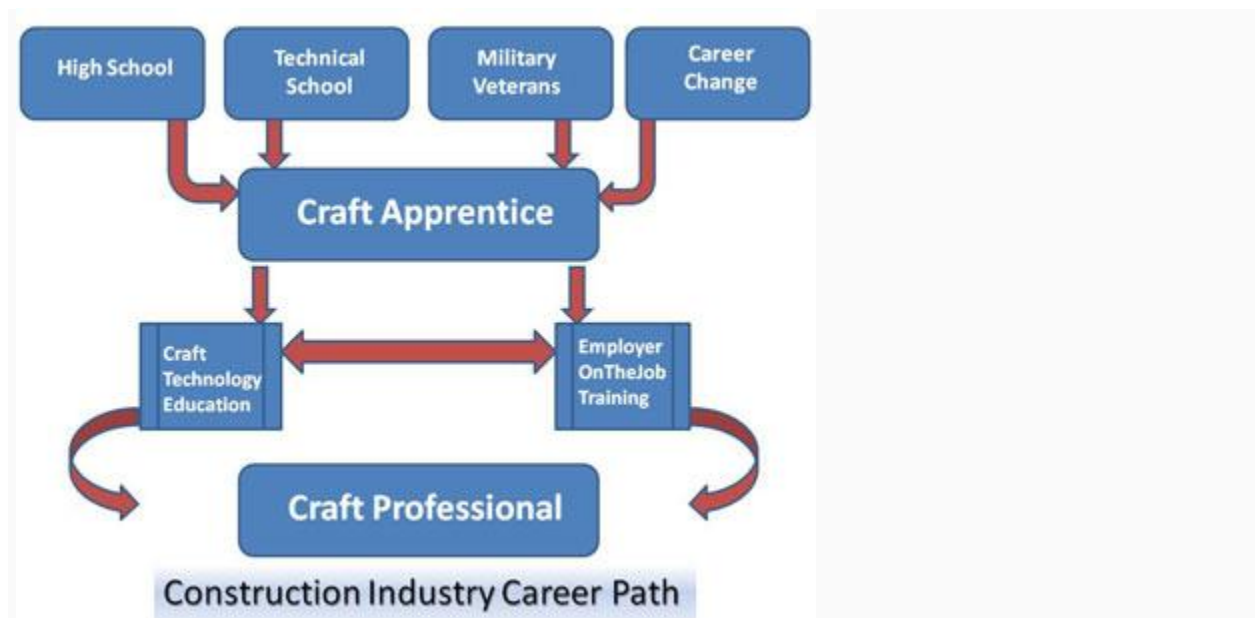 High School
Technical
School
Military
Veterans
Career
Change
Craft Apprentice
Craft
Technology
Education
Employer
OnTheJob
Training
Craft Professional
Construction Industry Career Path